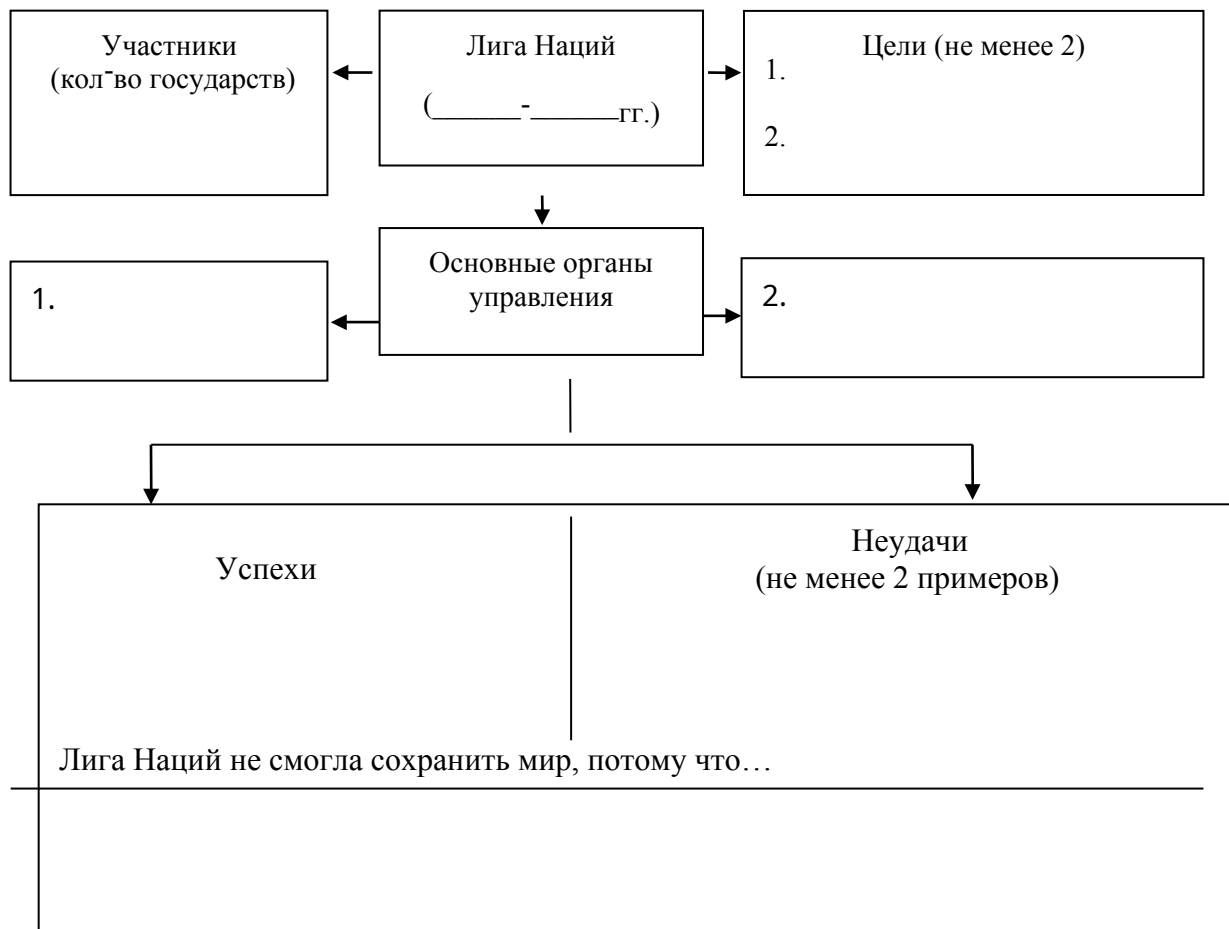 Участники
(кол-во государств)
Лига Наций
(______-______гг.)
Цели (не менее 2)
1.
2.
Основные органы
управления
1.
2.
Успехи
Неудачи
(не менее 2 примеров)
Лига Наций не смогла сохранить мир, потому что…